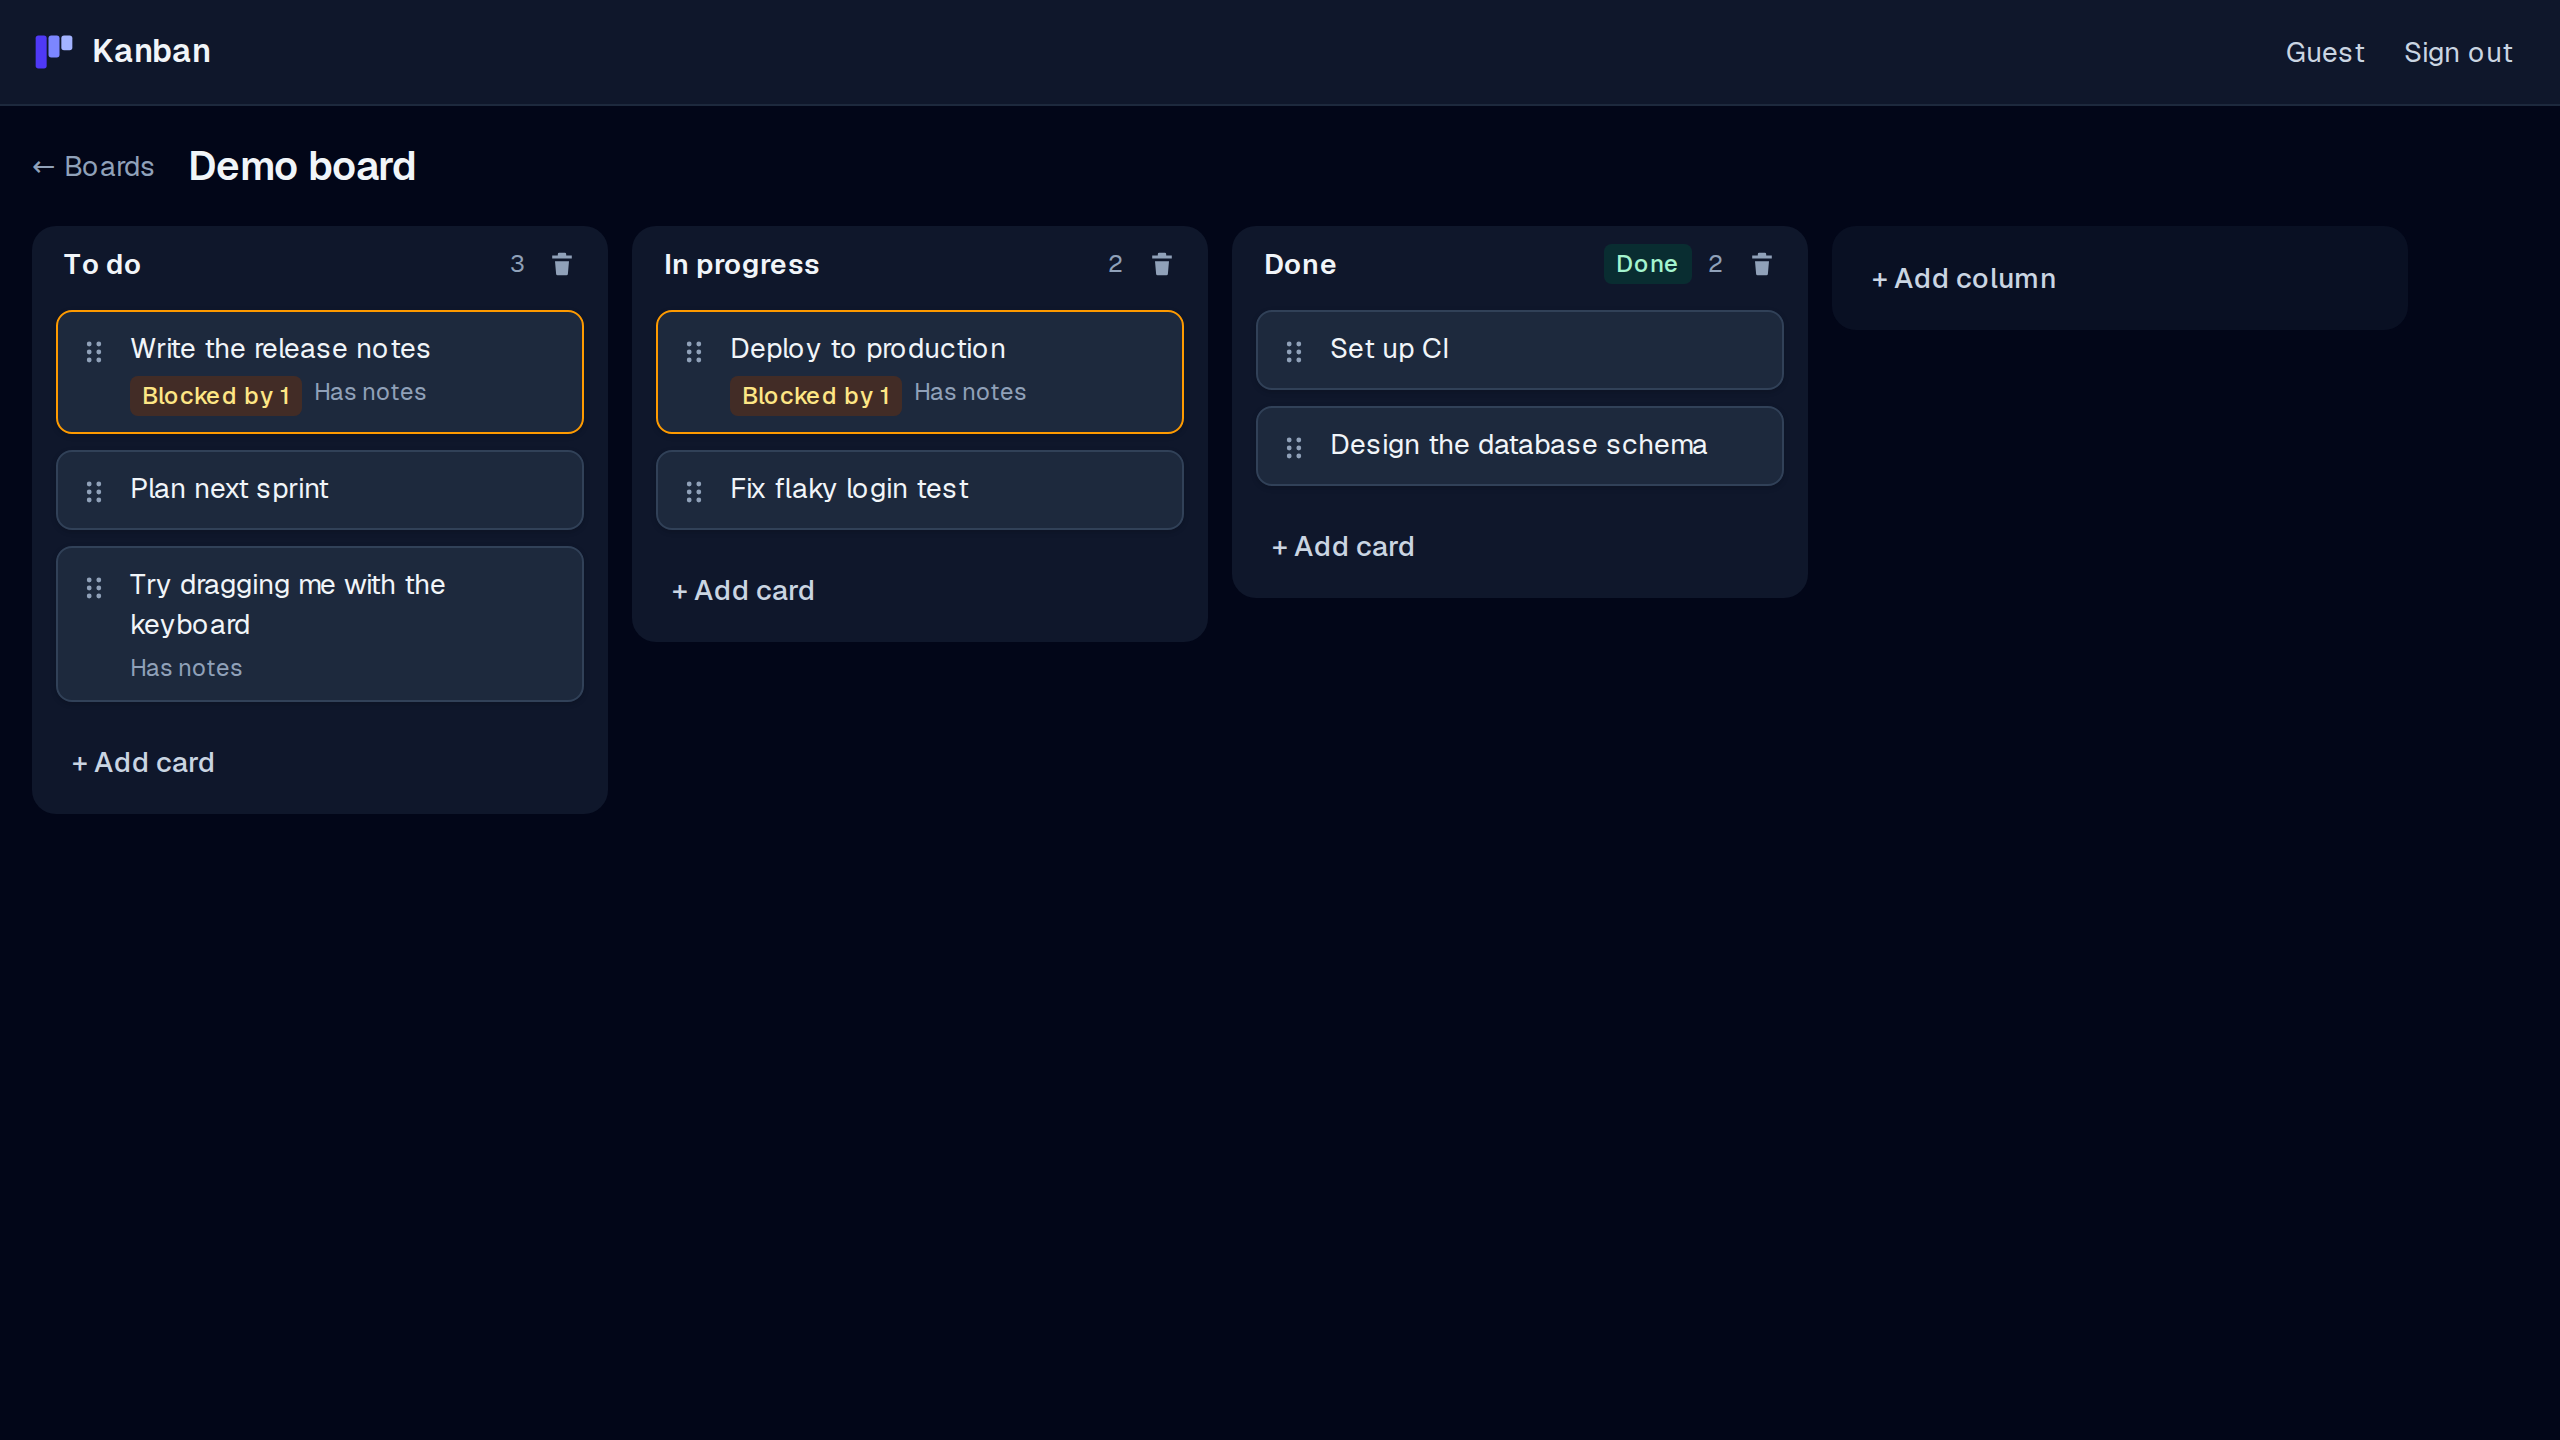 Kanban
Guest
Sign out
← Boards
Demo board
To do
3
Write the release notes
Blocked by 1
Has notes
Plan next sprint
Try dragging me with the
keyboard
Has notes
+ Add card
In progress
2
Deploy to production
Blocked by 1
Has notes
Fix flaky login test
+ Add card
Done
Done
2
Set up CI
Design the database schema
+ Add card
+ Add column